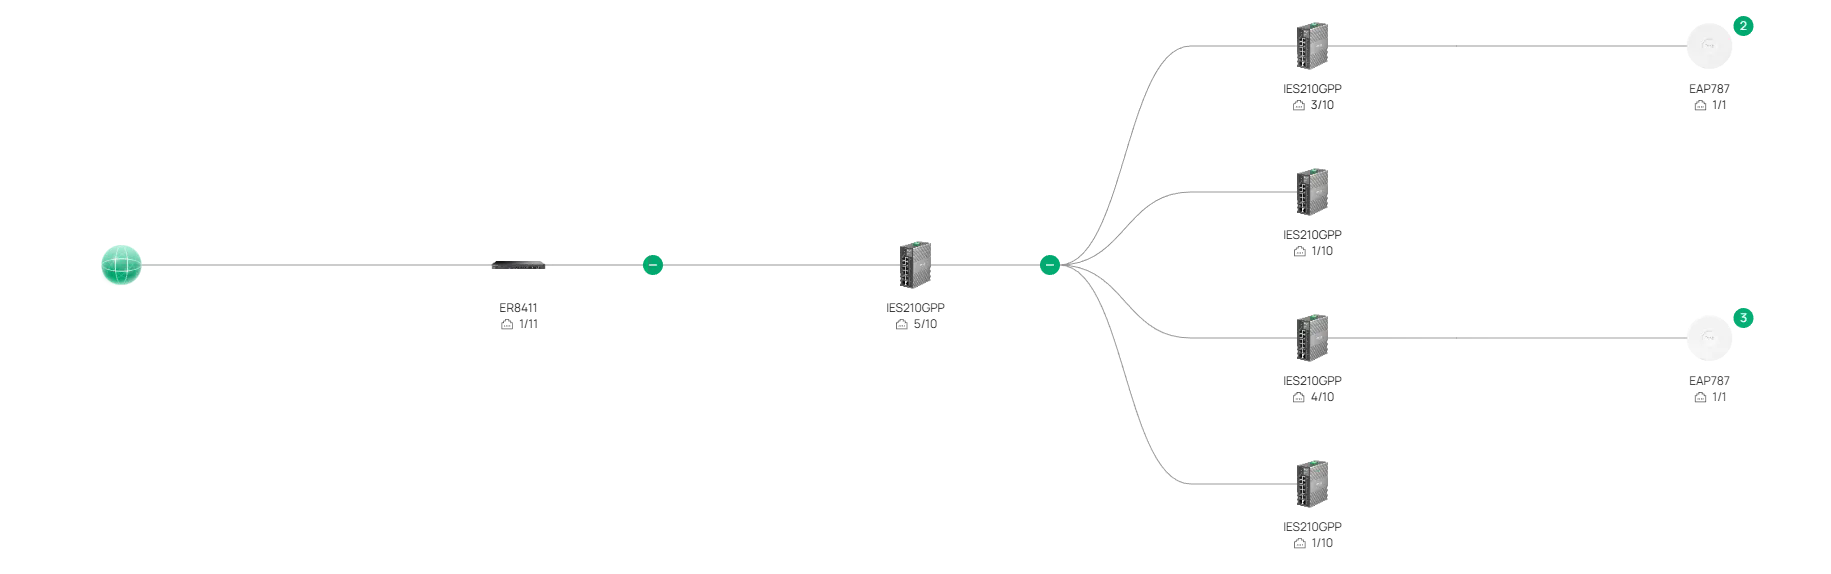 2
IES210GPP
3/10
EAP787
1/1
IES210GPP
1/10
ER8411
1/11
IES210GPP
5/10
3
IES210GPP
4/10
EAP787
1/1
IES210GPP
1/10